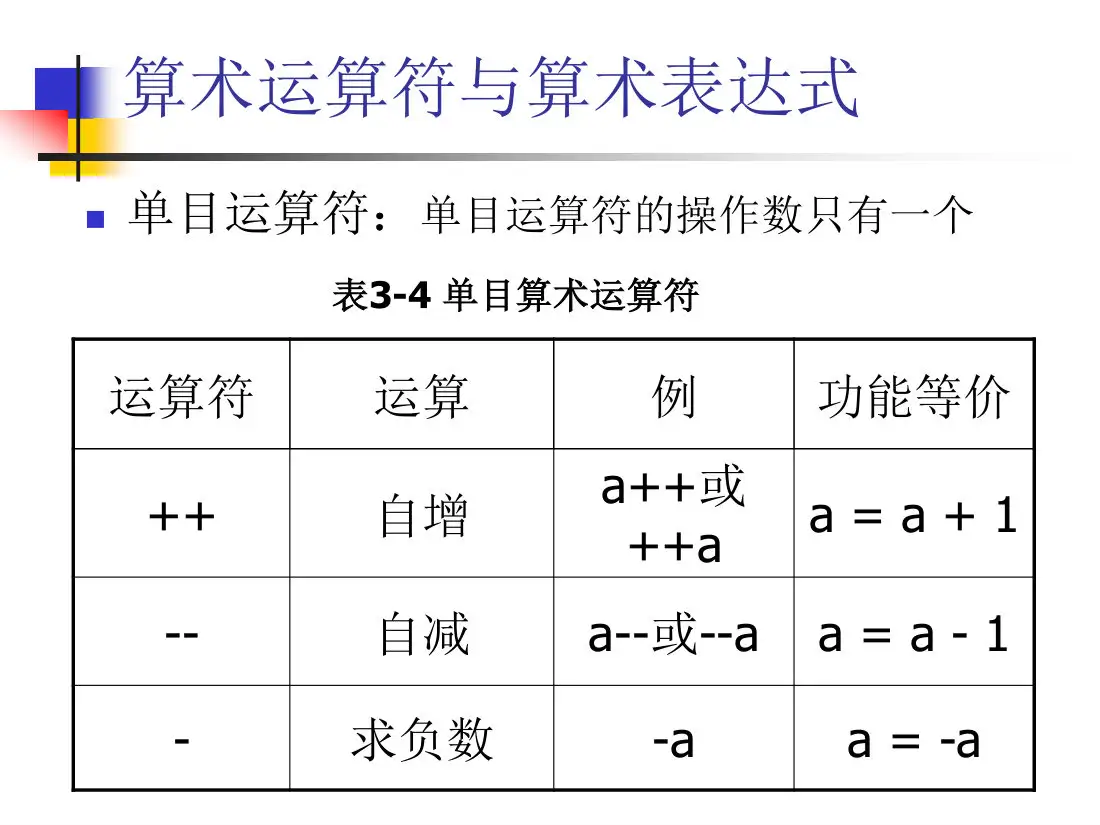 算术运算符与算术表达式
单目运算符：单目运算符的操作数只有一个
表3-4 单目算术运算符
运算符 运算 例 功能等价
++ 自增 a++或 a = a + 1
++a
-- 自减 a--或--a a = a - 1
- 求负数 -a a = -a